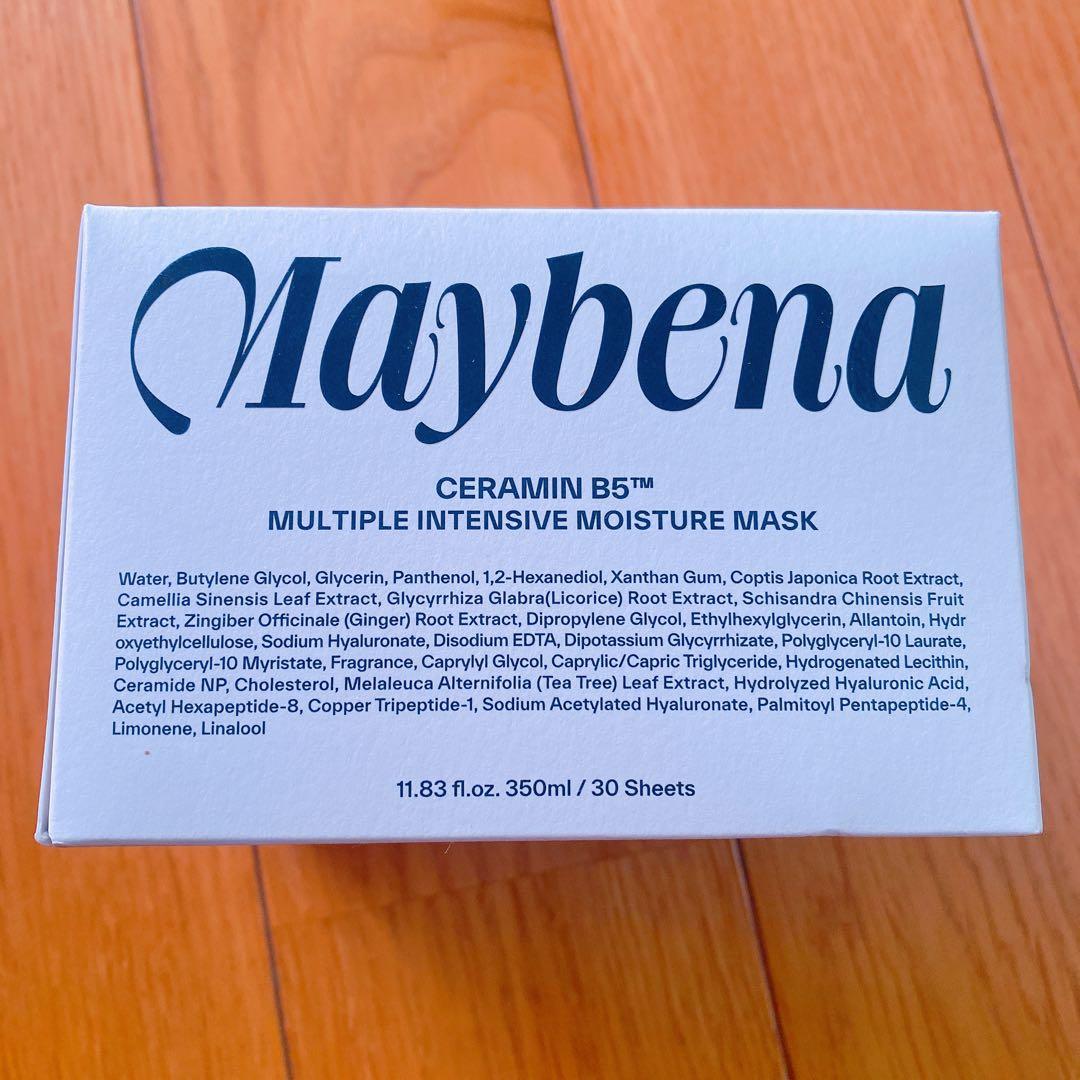 Maybena
CERAMIN B5™
MULTIPLE INTENSIVE MOISTURE MASK
Water, Butylene Glycol, Glycerin, Panthenol, 1,2-Hexanediol, Xanthan Gum, Coptis Japonica Root Extract,
Camellia Sinensis Leaf Extract, Glycyrrhiza Glabra(Licorice) Root Extract, Schisandra Chinensis Fruit
Extract, Zingiber Officinale (Ginger) Root Extract, Dipropylene Glycol, Ethylhexylglycerin, Allantoin, Hydr
oxyethylcellulose, Sodium Hyaluronate, Disodium EDTA, Dipotassium Glycyrrhizate, Polyglyceryl-10 Laurate,
Polyglyceryl-10 Myristate, Fragrance, Caprylyl Glycol, Caprylic/Capric Triglyceride, Hydrogenated Lecithin,
Ceramide NP, Cholesterol, Melaleuca Alternifolia (Tea Tree) Leaf Extract, Hydrolyzed Hyaluronic Acid,
Acetyl Hexapeptide-8, Copper Tripeptide-1, Sodium Acetylated Hyaluronate, Palmitoyl Pentapeptide-4,
Limonene, Linalool
11.83 fl.oz. 350ml / 30 Sheets